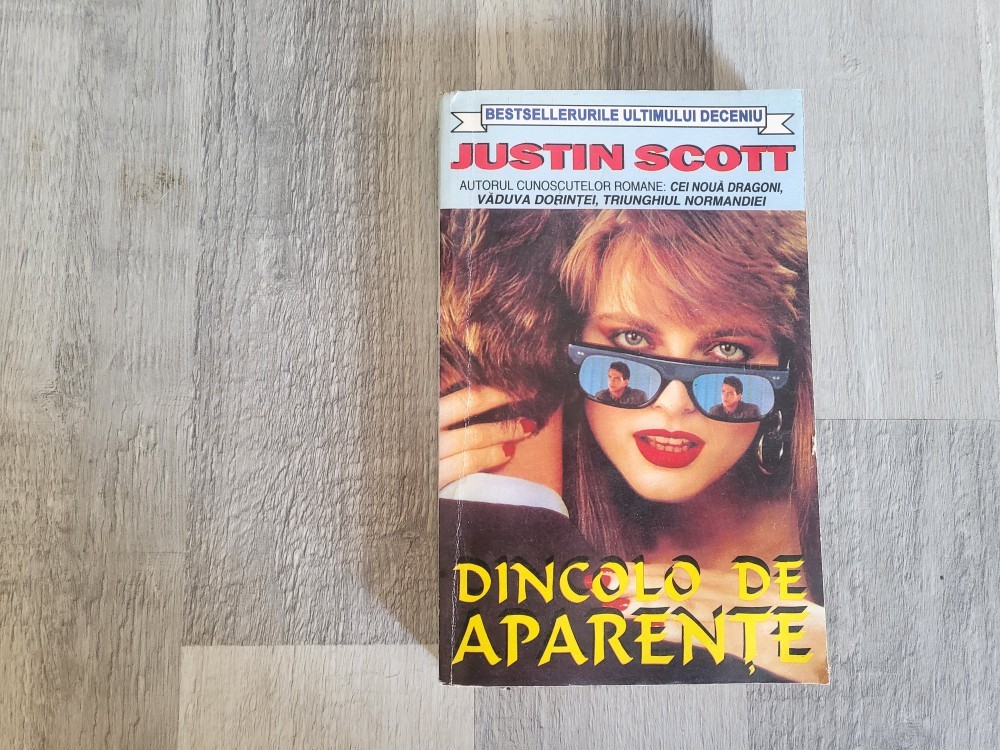 BESTSELLERURILE ULTIMULUI DECENIU
JUSTIN SCOTT
AUTORUL CUNOSCUTELOR ROMANE: CEI NOUĂ DRAGONI,
VĂDUVA DORINȚEI, TRIUNGHIUL NORMANDIEI
DINCOLO DE
APARENȚE